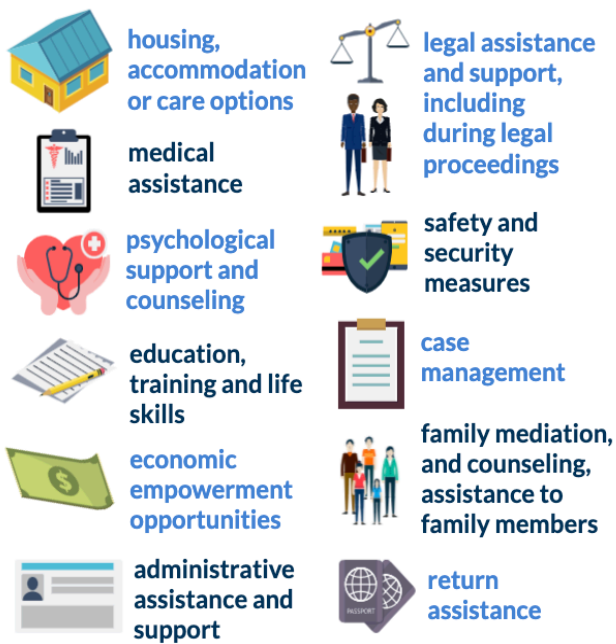 housing,
accommodation
or care options
medical
assistance
psychological
support and
counseling
education,
training and life
skills
economic
empowerment
opportunities
administrative
assistance and
support
legal assistance
and support,
including
during legal
proceedings
safety and
security
measures
case
management
family mediation,
and counseling,
assistance to
family members
PASSPORT
return
assistance